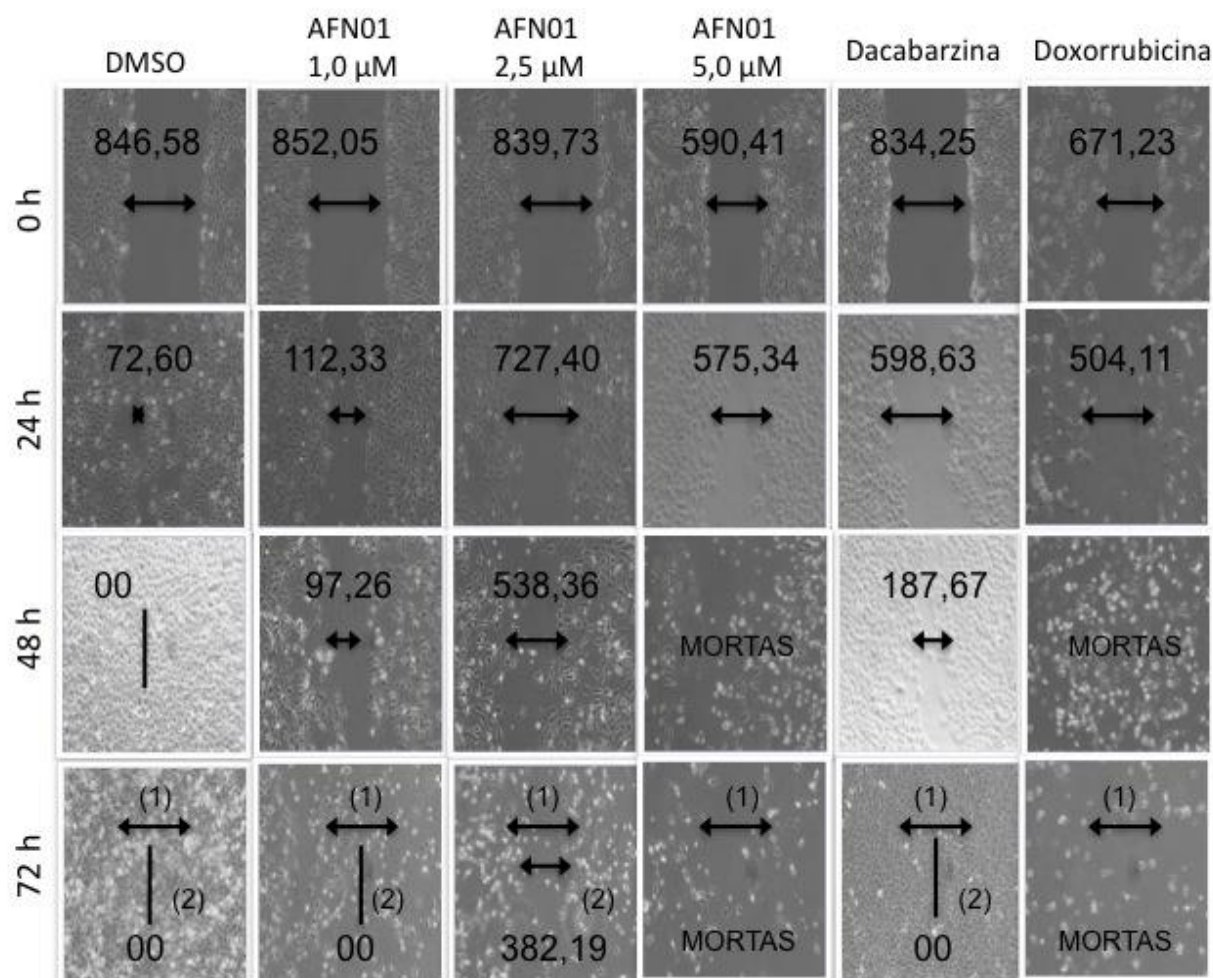 DMSO
AFN01
1,0 µM
AFN01
2,5 µM
AFN01
5,0 µM
Dacabarzina
Doxorrubicina
0 h
846,58
852,05
839,73
590,41
834,25
671,23
24 h
72,60
112,33
727,40
575,34
598,63
504,11
48 h
00
97,26
538,36
MORTAS
187,67
MORTAS
72 h
(1)
(1)
(1)
(1)
(1)
(1)
(2)
(2)
(2)
(2)
00
00
382,19
MORTAS
00
MORTAS